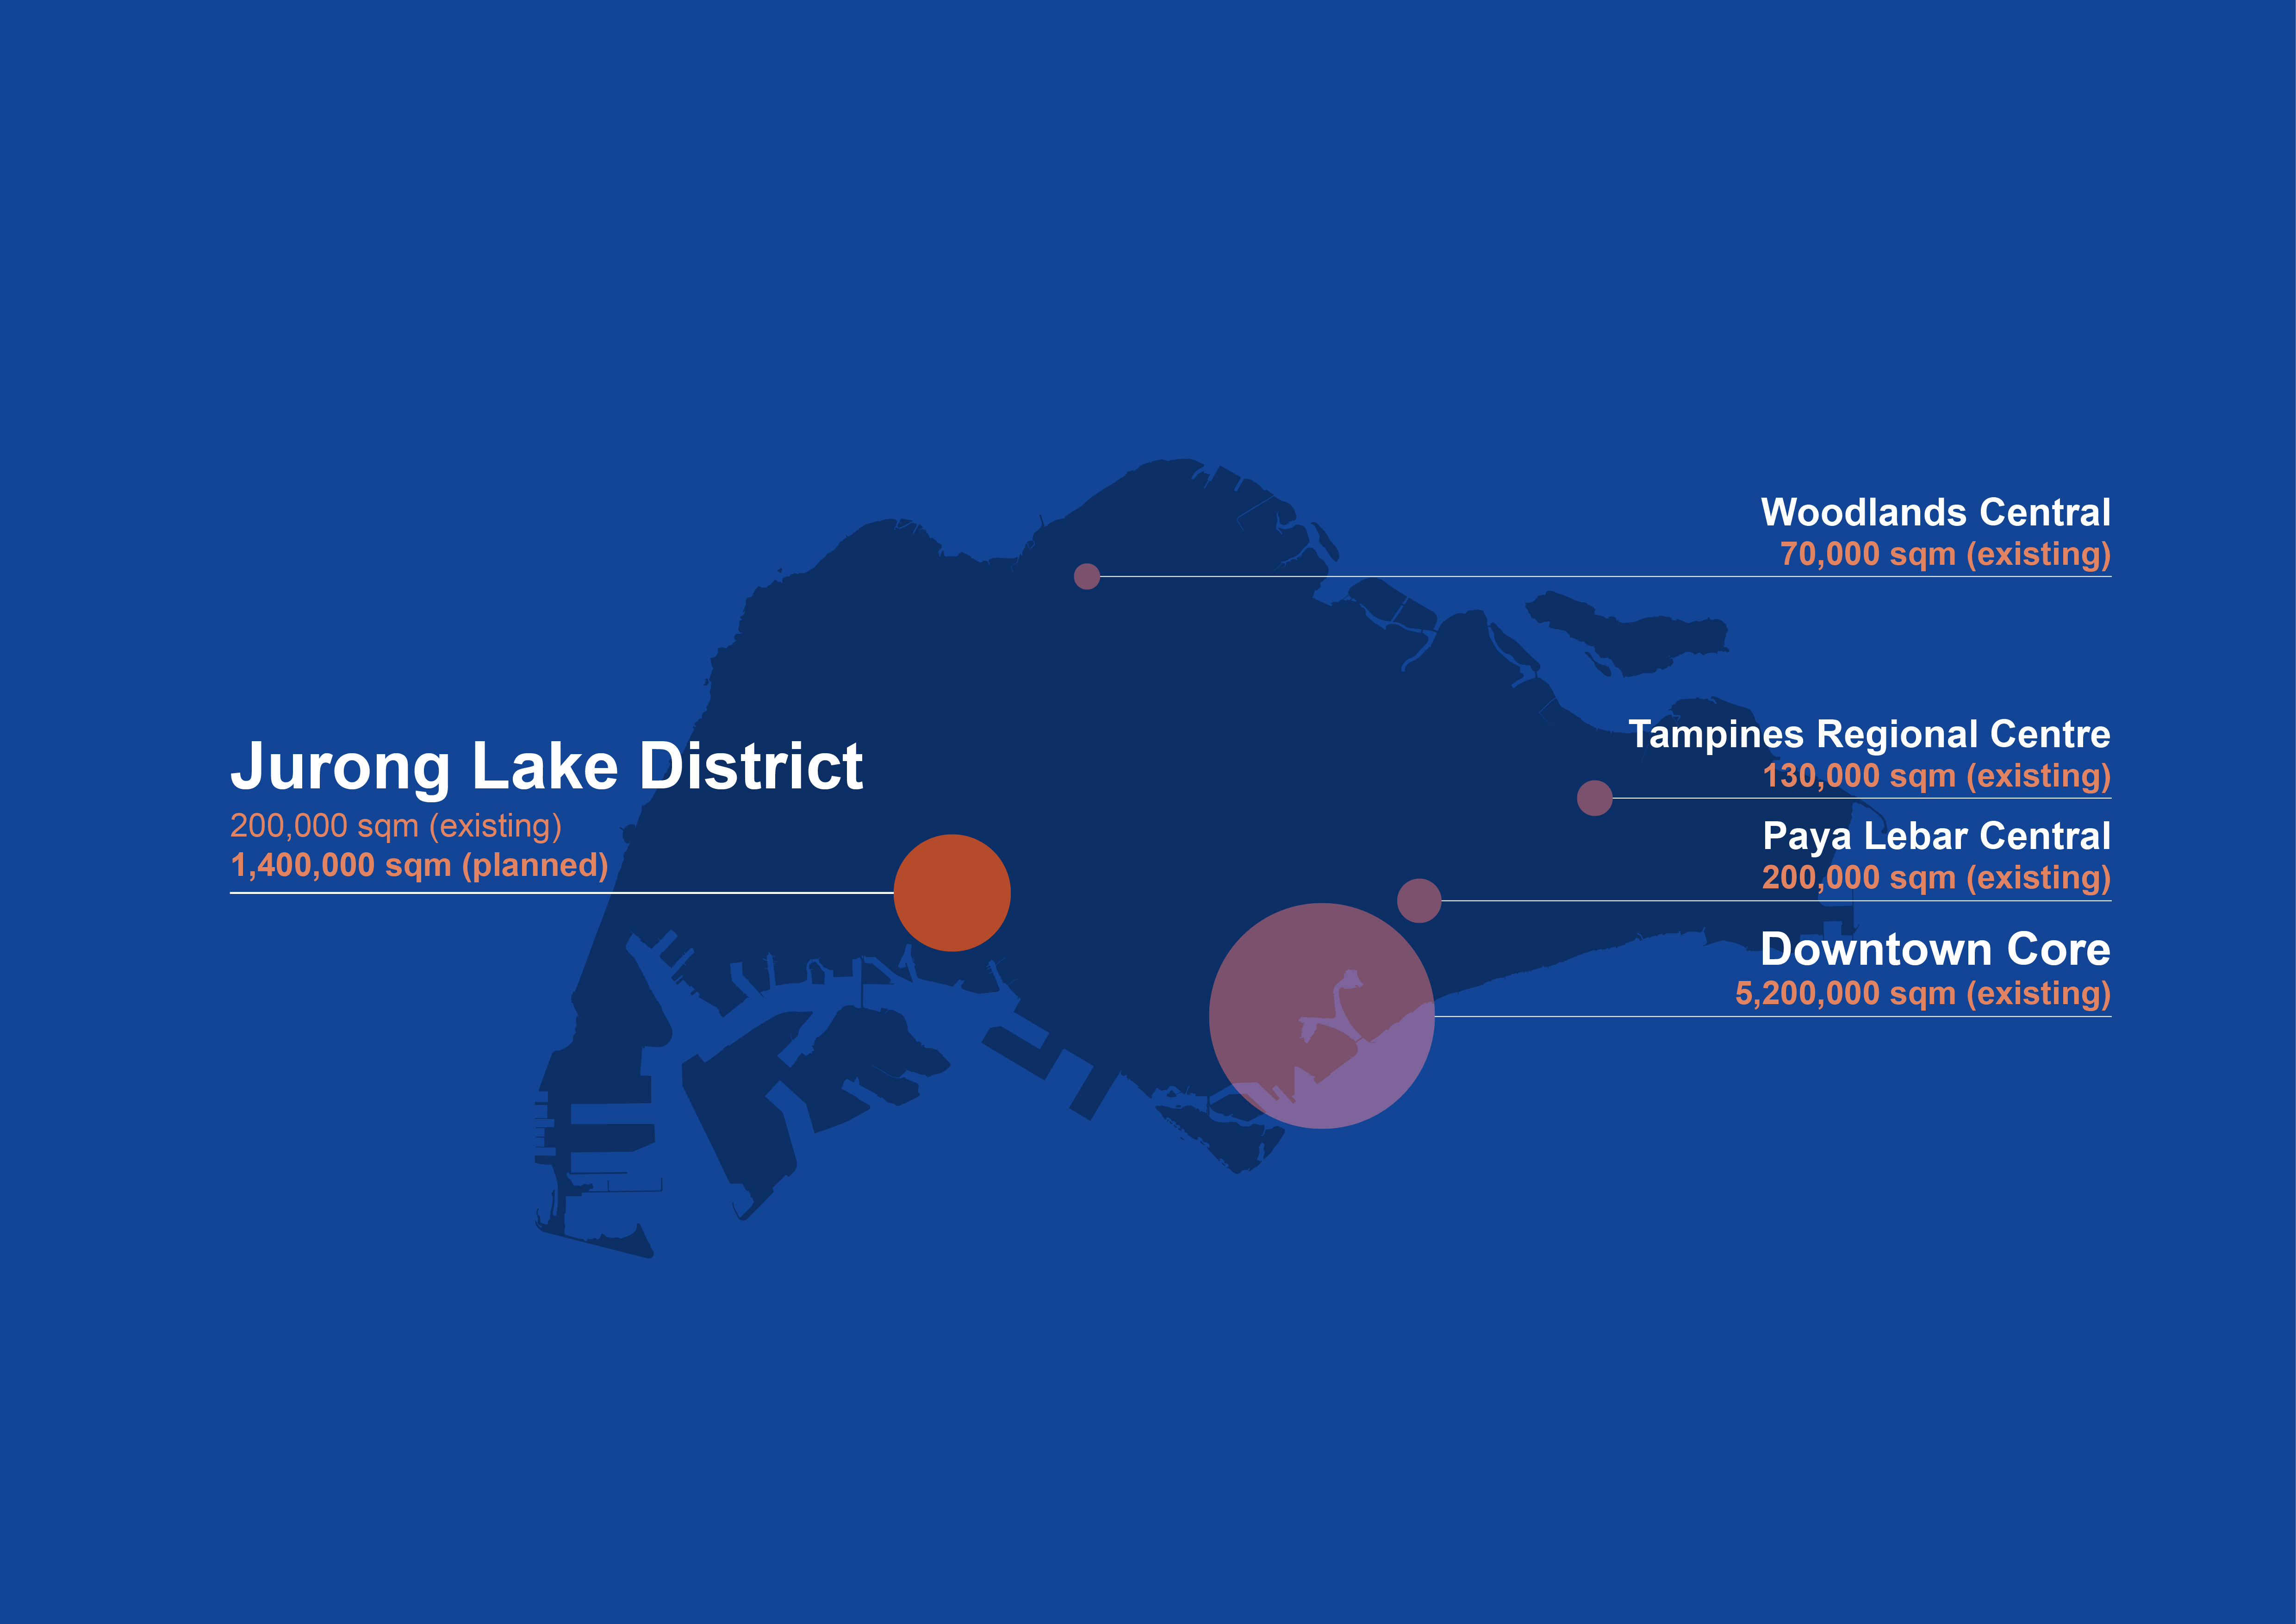 Woodlands Central
70,000 sqm (existing)
Tampines Regional Centre
130,000 sqm (existing)
Jurong Lake District
200,000 sqm (existing)
1,400,000 sqm (planned)
Paya Lebar Central
200,000 sqm (existing)
Downtown Core
5,200,000 sqm (existing)